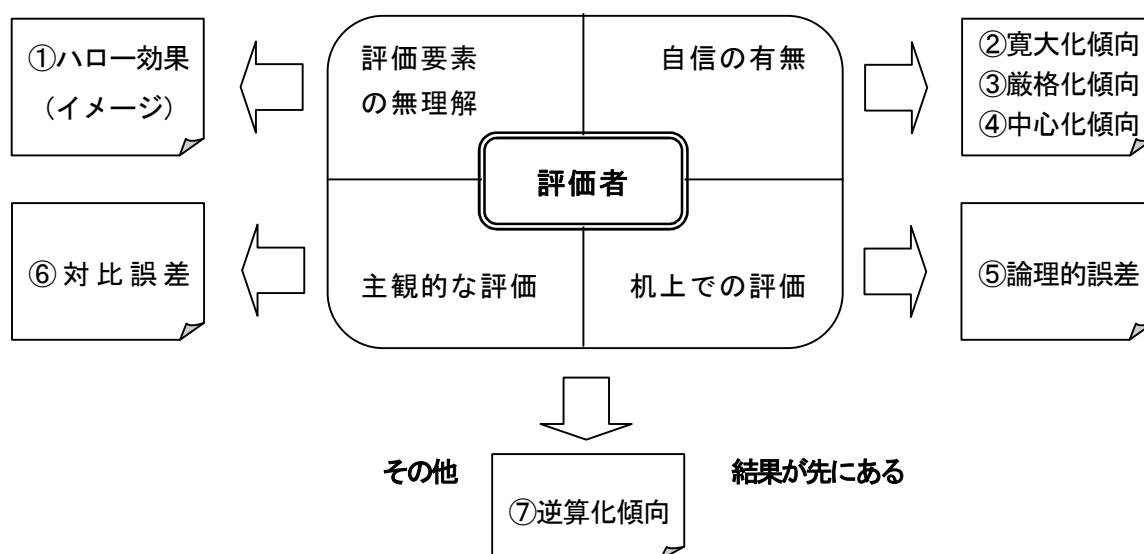 ①ハロー効果
（イメージ）
評価要素
の無理解
自信の有無
②寛大化傾向
③厳格化傾向
④中心化傾向
評価者
⑥対比誤差
主観的な評価
机上での評価
⑤論理的誤差
その他
結果が先にある
⑦逆算化傾向